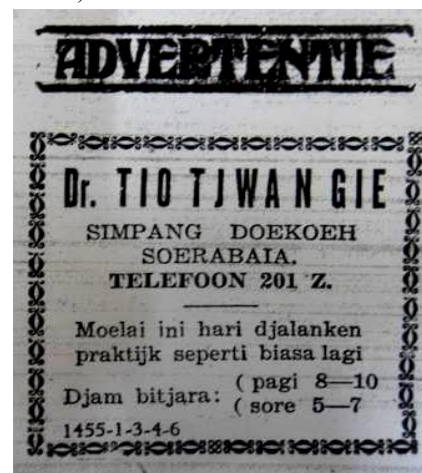 ADVERTENTIE
Dr. TIO TJWAN GIE
SIMPANG DOEKOEH
SOERABAIA.
TELEFOON 201 Z.
Moelai ini hari djalanken
praktijk seperti biasa lagi
Djam bitjara: ( pagi 8—10
( sore 5—7
1455-1-3-4-6